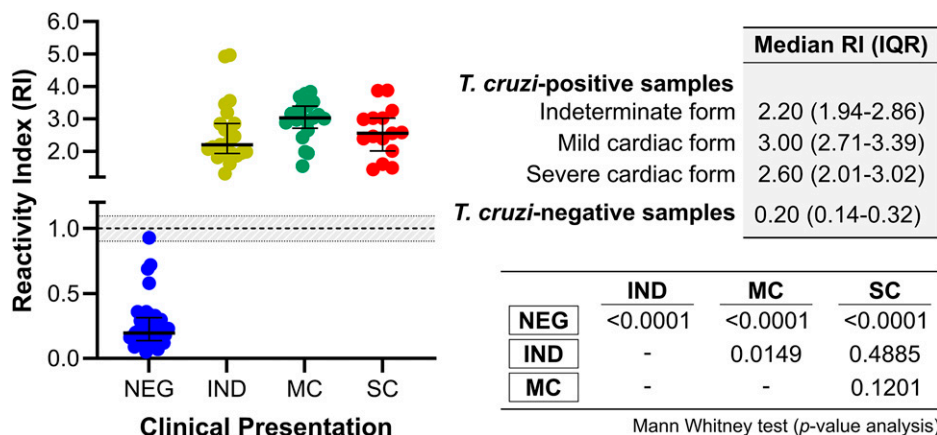 Reactivity Index (RI)
6.0
5.0
4.0
3.0
2.0
1.0
0.5
0.0
NEG IND MC SC
Clinical Presentation
Median RI (IQR)
T. cruzi-positive samples
Indeterminate form 2.20 (1.94-2.86)
Mild cardiac form 3.00 (2.71-3.39)
Severe cardiac form 2.60 (2.01-3.02)
T. cruzi-negative samples 0.20 (0.14-0.32)
IND MC SC
NEG <0.0001 <0.0001 <0.0001
IND - 0.0149 0.4885
MC - - 0.1201
Mann Whitney test (p-value analysis)